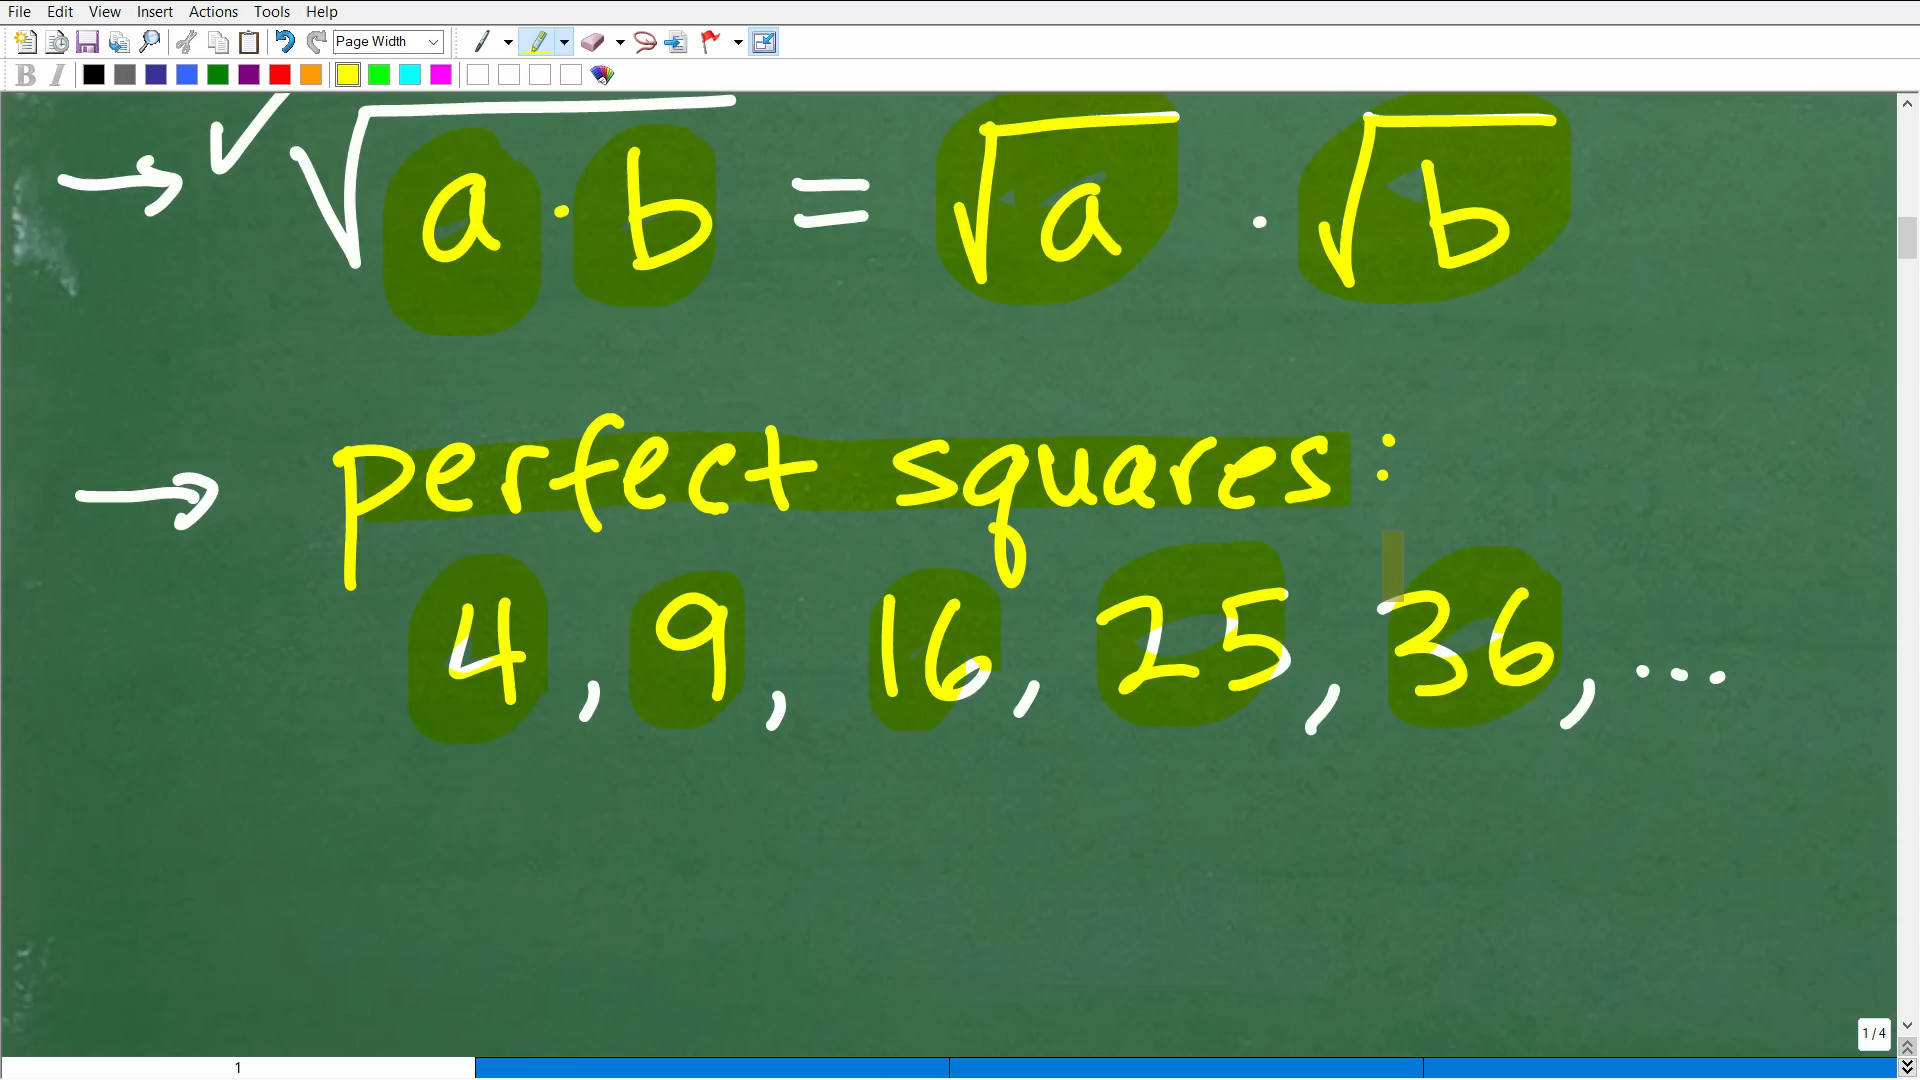 File Edit View Insert Actions Tools Help
Page Width
B I
→ √a · b = √a · √b
→ perfect squares:
4, 9, 16, 25, 36, ...
1 / 4
1